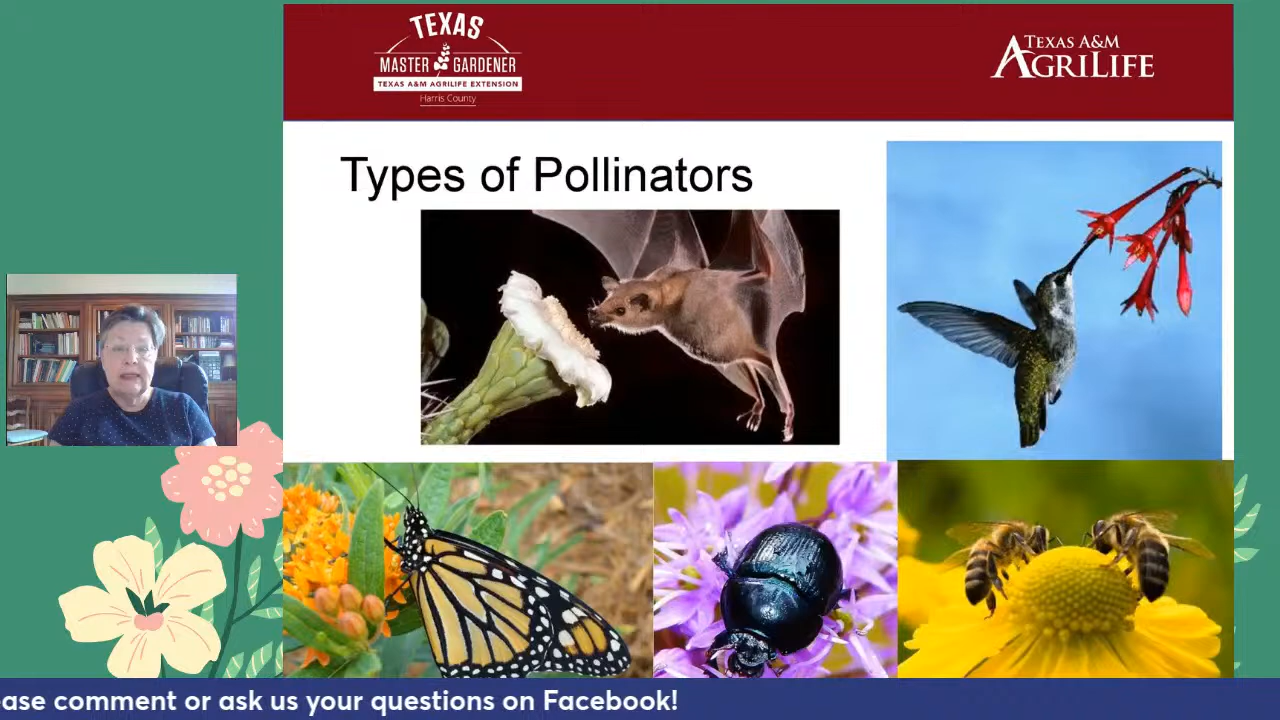 TEXAS
MASTER GARDENER
TEXAS A&M AGRILIFE EXTENSION
Harris County
TEXAS A&M
AGRILIFE
Types of Pollinators
ase comment or ask us your questions on Facebook!